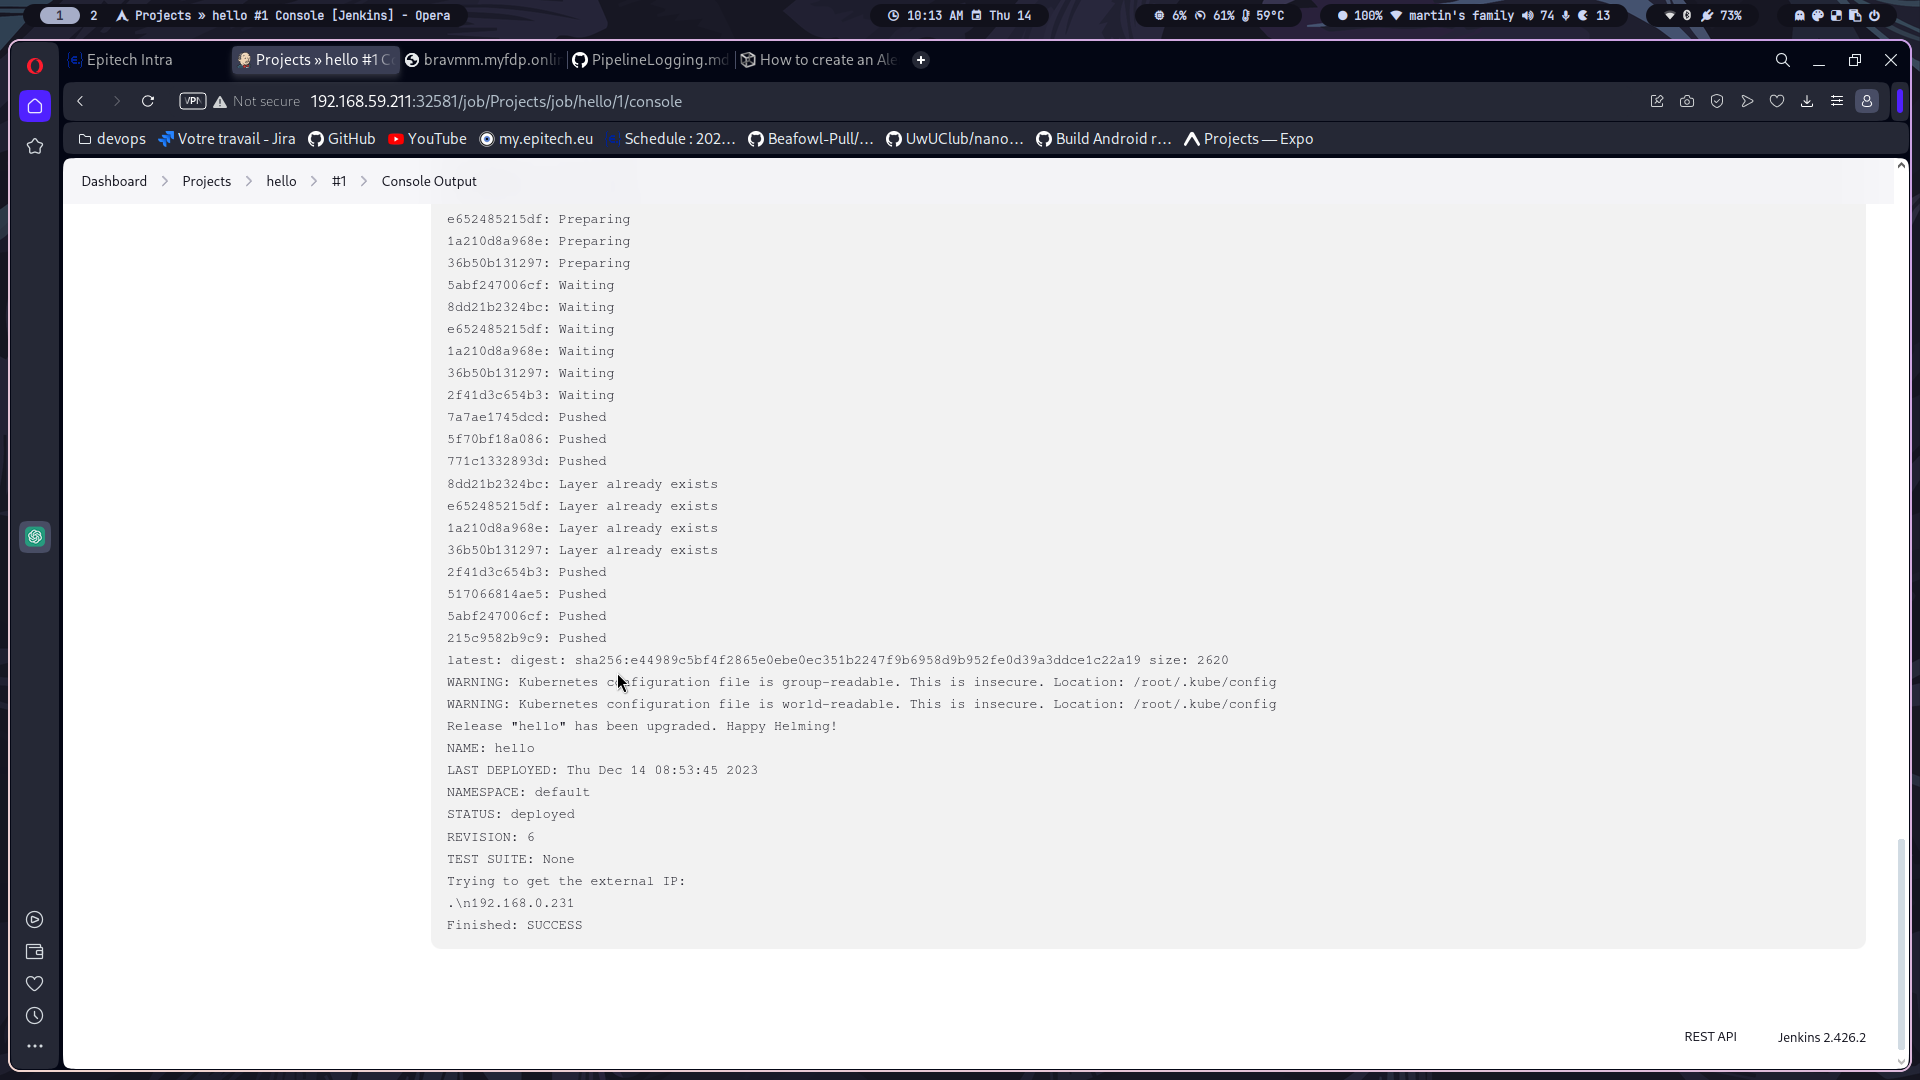 1 2 Projects » hello #1 Console [Jenkins] - Opera 10:13 AM Thu 14 6% 61% 59°C 100% martin's family 74 13 73%
Epitech Intra Projects » hello #1 C bravmm.myfdp.onli PipelineLogging.md How to create an Ale
VPN Not secure 192.168.59.211:32581/job/Projects/job/hello/1/console
devops Votre travail - Jira GitHub YouTube my.epitech.eu Schedule : 202... Beafowl-Pull/... UwUClub/nano... Build Android r... Projects — Expo
Dashboard Projects hello #1 Console Output
e652485215df: Preparing
1a210d8a968e: Preparing
36b50b131297: Preparing
5abf247006cf: Waiting
8dd21b2324bc: Waiting
e652485215df: Waiting
1a210d8a968e: Waiting
36b50b131297: Waiting
2f41d3c654b3: Waiting
7a7ae1745dcd: Pushed
5f70bf18a086: Pushed
771c1332893d: Pushed
8dd21b2324bc: Layer already exists
e652485215df: Layer already exists
1a210d8a968e: Layer already exists
36b50b131297: Layer already exists
2f41d3c654b3: Pushed
517066814ae5: Pushed
5abf247006cf: Pushed
215c9582b9c9: Pushed
latest: digest: sha256:e44989c5bf4f2865e0ebe0ec351b2247f9b6958d9b952fe0d39a3ddce1c22a19 size: 2620
WARNING: Kubernetes configuration file is group-readable. This is insecure. Location: /root/.kube/config
WARNING: Kubernetes configuration file is world-readable. This is insecure. Location: /root/.kube/config
Release "hello" has been upgraded. Happy Helming!
NAME: hello
LAST DEPLOYED: Thu Dec 14 08:53:45 2023
NAMESPACE: default
STATUS: deployed
REVISION: 6
TEST SUITE: None
Trying to get the external IP:
.\n192.168.0.231
Finished: SUCCESS
REST API Jenkins 2.426.2